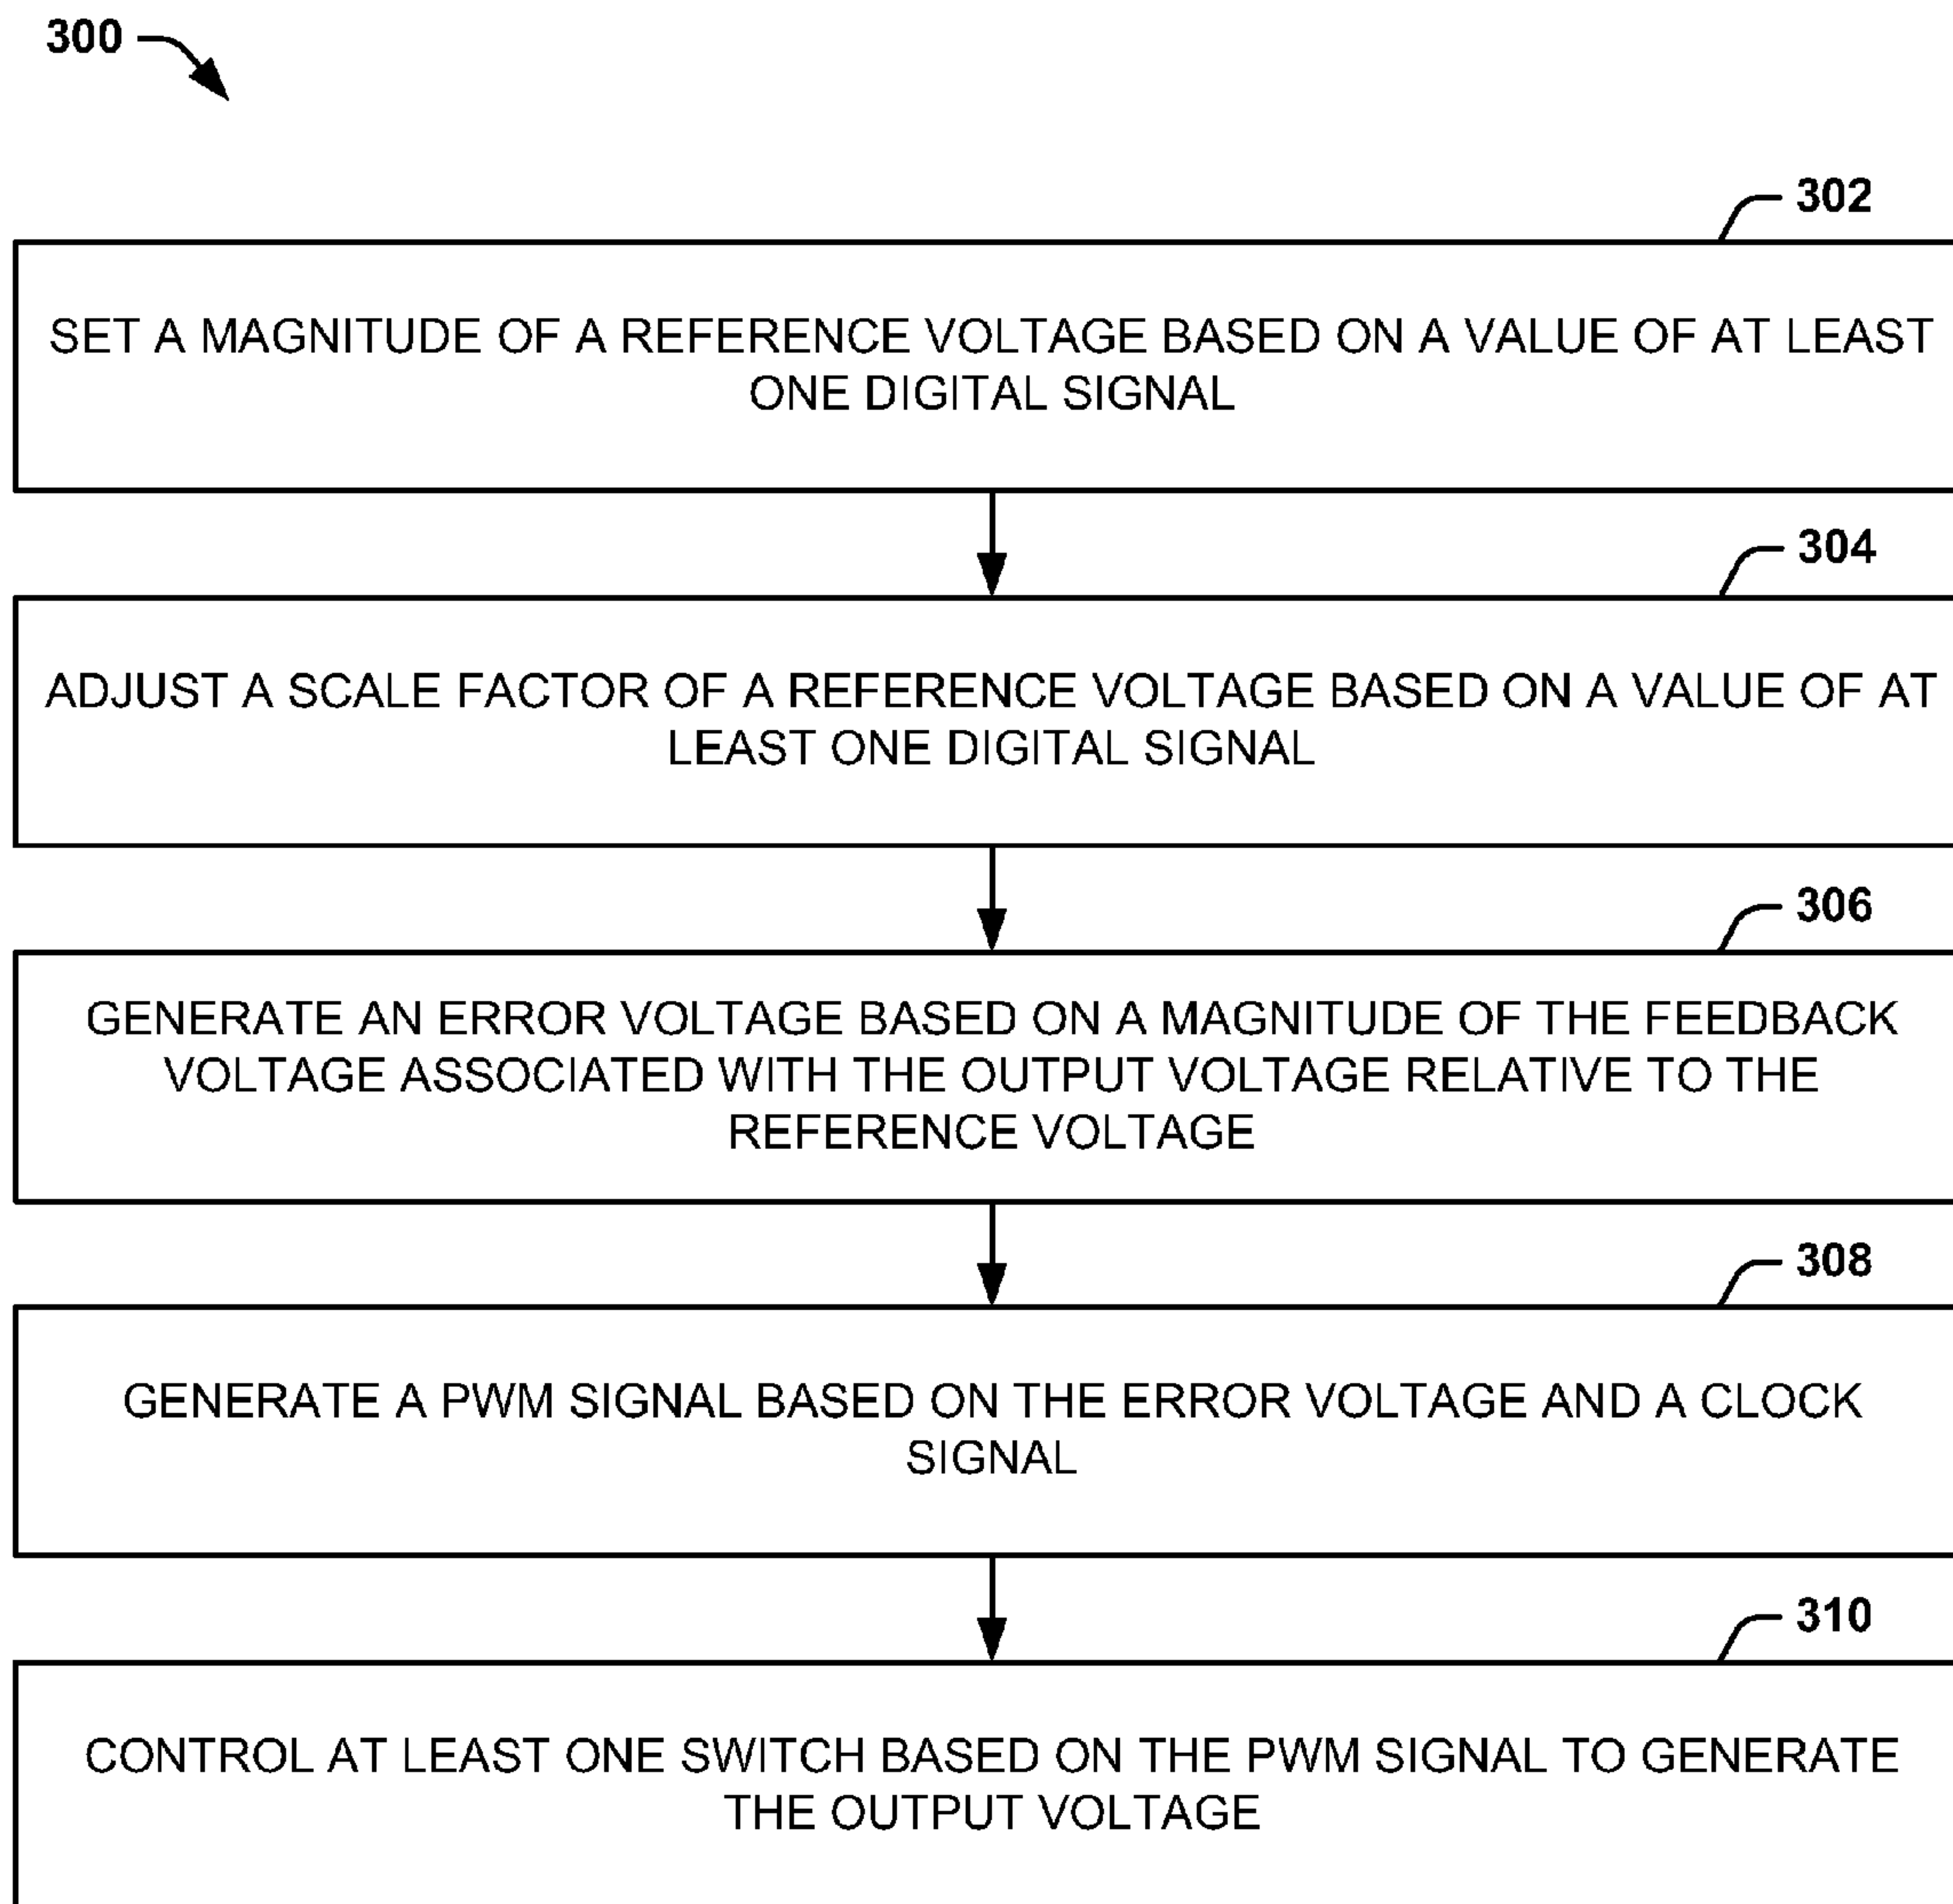 300
302
SET A MAGNITUDE OF A REFERENCE VOLTAGE BASED ON A VALUE OF AT LEAST
ONE DIGITAL SIGNAL
304
ADJUST A SCALE FACTOR OF A REFERENCE VOLTAGE BASED ON A VALUE OF AT
LEAST ONE DIGITAL SIGNAL
306
GENERATE AN ERROR VOLTAGE BASED ON A MAGNITUDE OF THE FEEDBACK
VOLTAGE ASSOCIATED WITH THE OUTPUT VOLTAGE RELATIVE TO THE
REFERENCE VOLTAGE
308
GENERATE A PWM SIGNAL BASED ON THE ERROR VOLTAGE AND A CLOCK
SIGNAL
310
CONTROL AT LEAST ONE SWITCH BASED ON THE PWM SIGNAL TO GENERATE
THE OUTPUT VOLTAGE